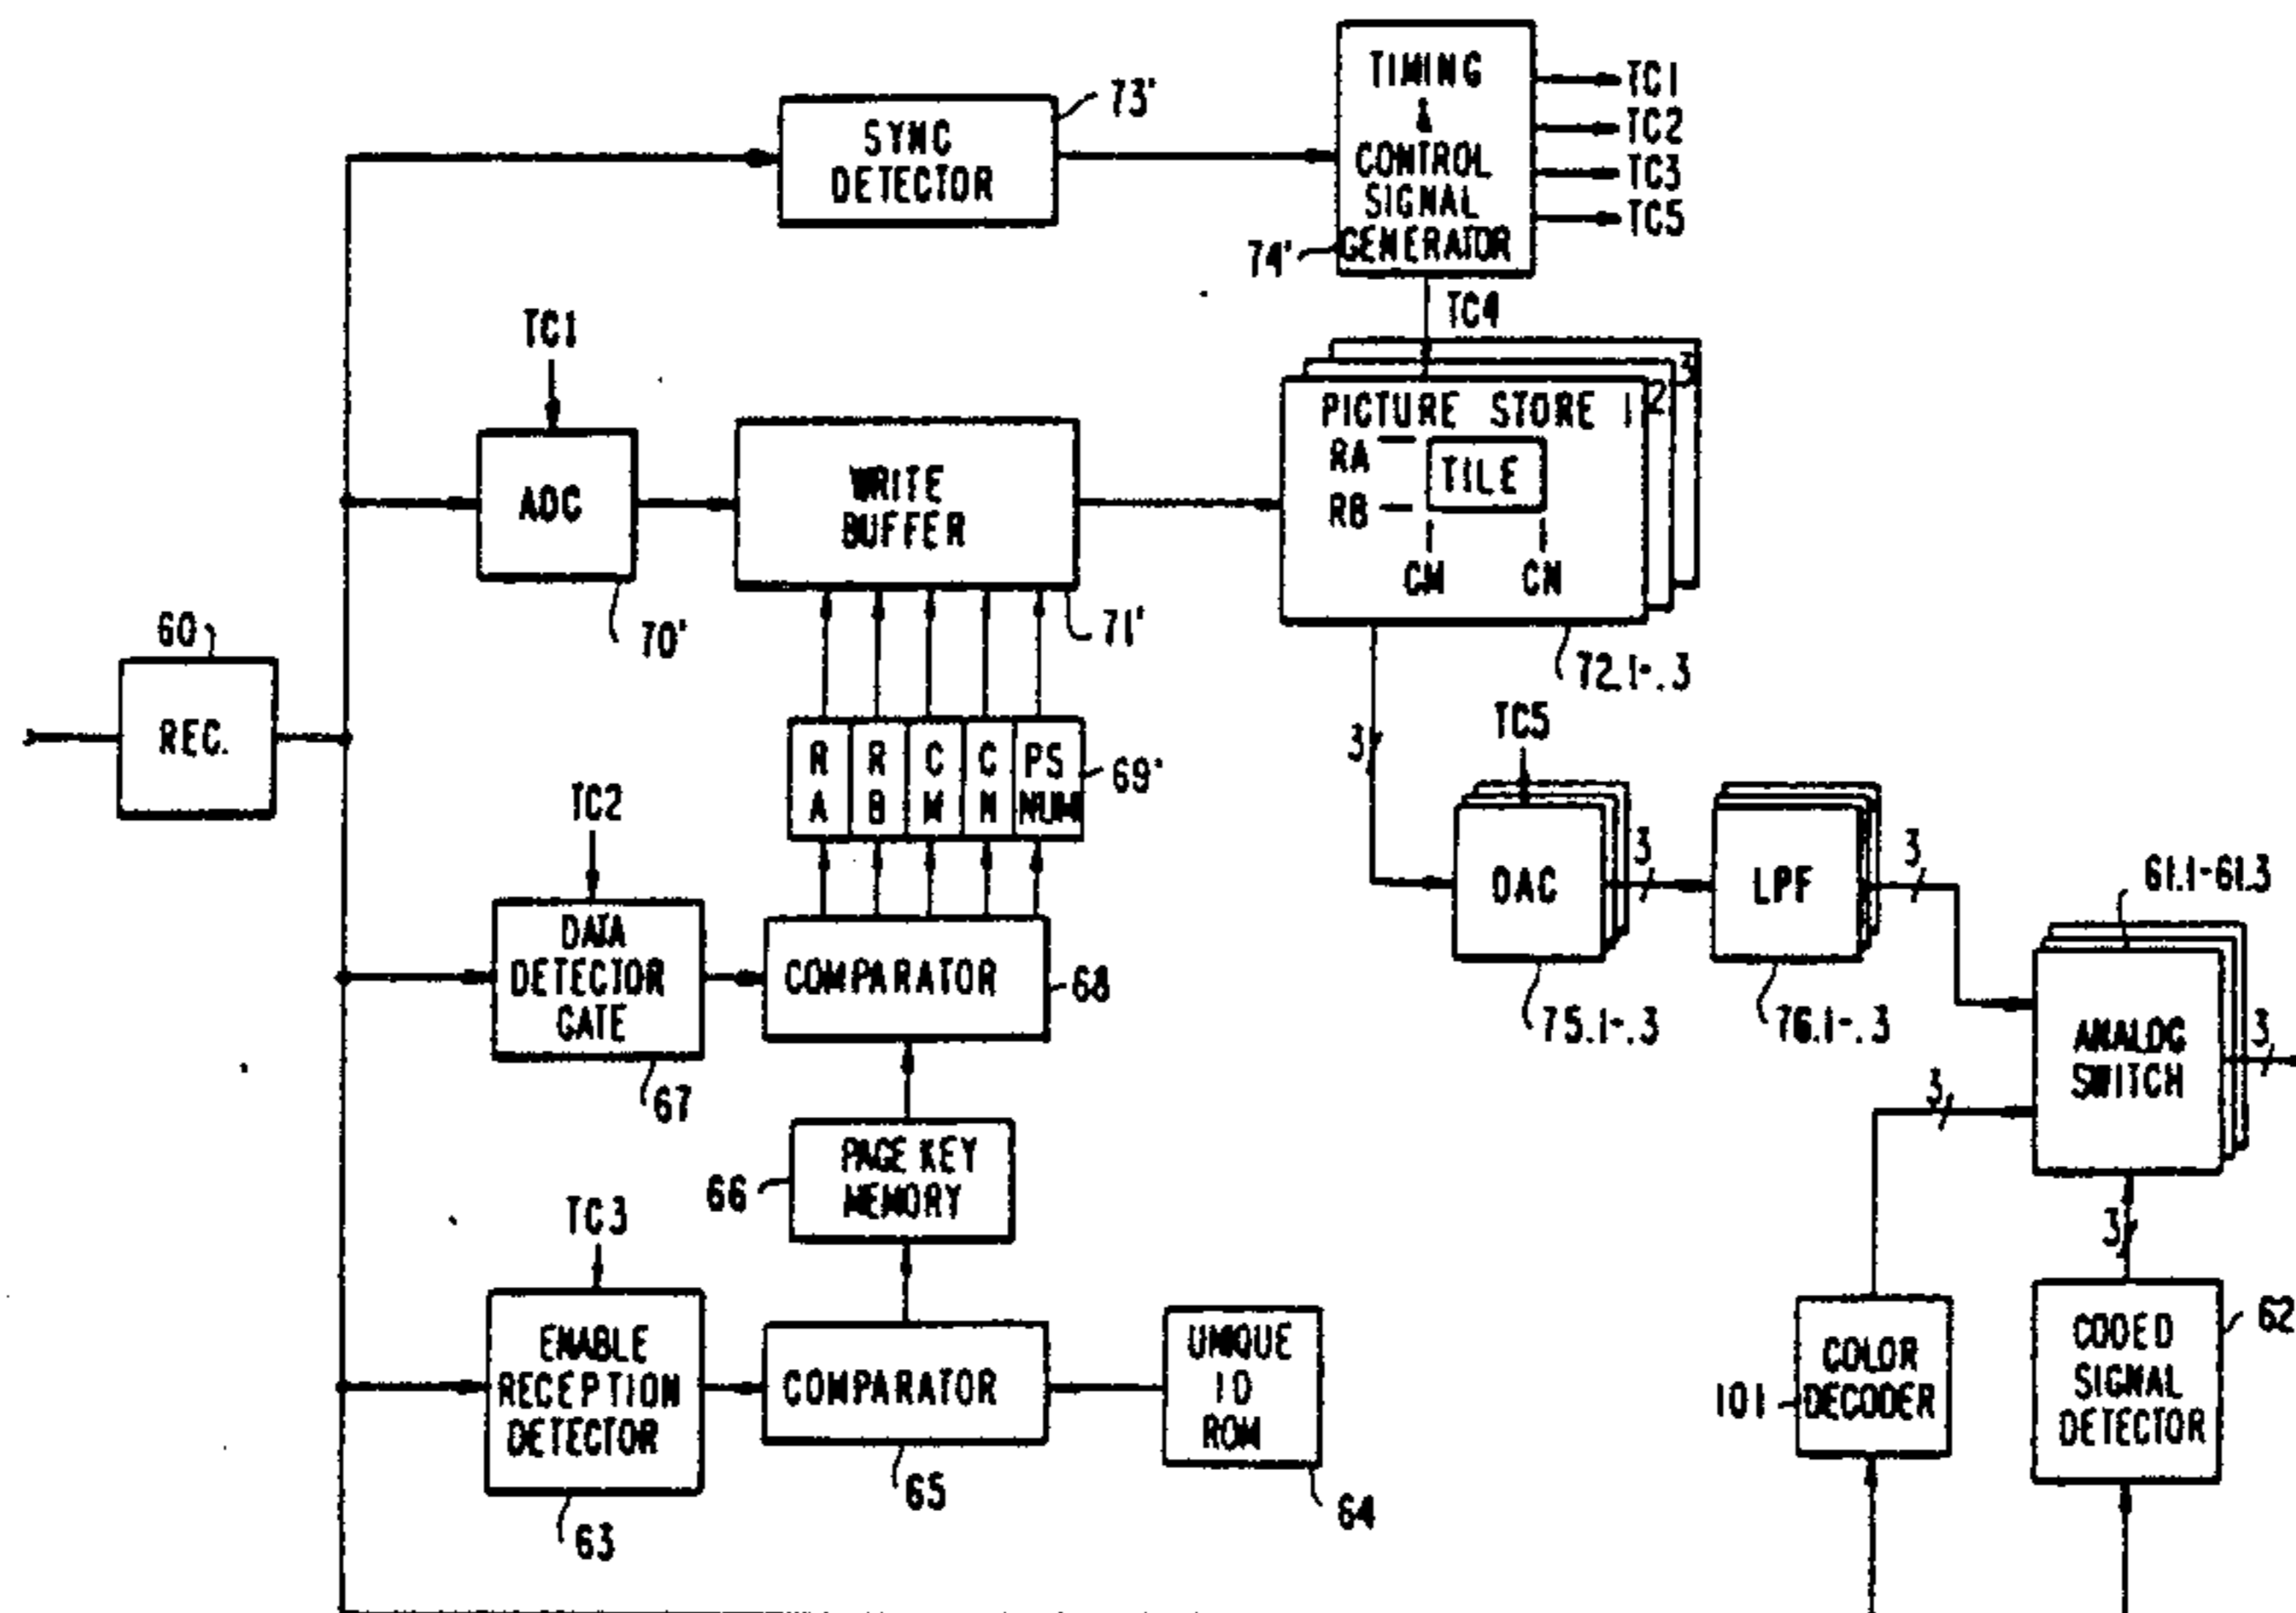 TIMING
&
CONTROL
SIGNAL
GENERATOR
74'
TC1
TC2
TC3
TC5
TC4
SYNC
DETECTOR
73'
TC1
ADC
70'
WRITE
BUFFER
71'
PICTURE STORE 1
2
3
RA
RB
TILE
CM
CN
72.1-.3
60
REC.
RA
RB
CM
CN
PS
NUM
69'
3
TC5
DAC
75.1-.3
3
LPF
76.1-.3
3
61.1-61.3
ANALOG
SWITCH
3
3
3
TC2
DATA
DETECTOR
GATE
67
COMPARATOR
68
PAGE KEY
MEMORY
66
TC3
ENABLE
RECEPTION
DETECTOR
63
COMPARATOR
65
UNIQUE
ID
ROM
64
COLOR
DECODER
101
CODED
SIGNAL
DETECTOR
62